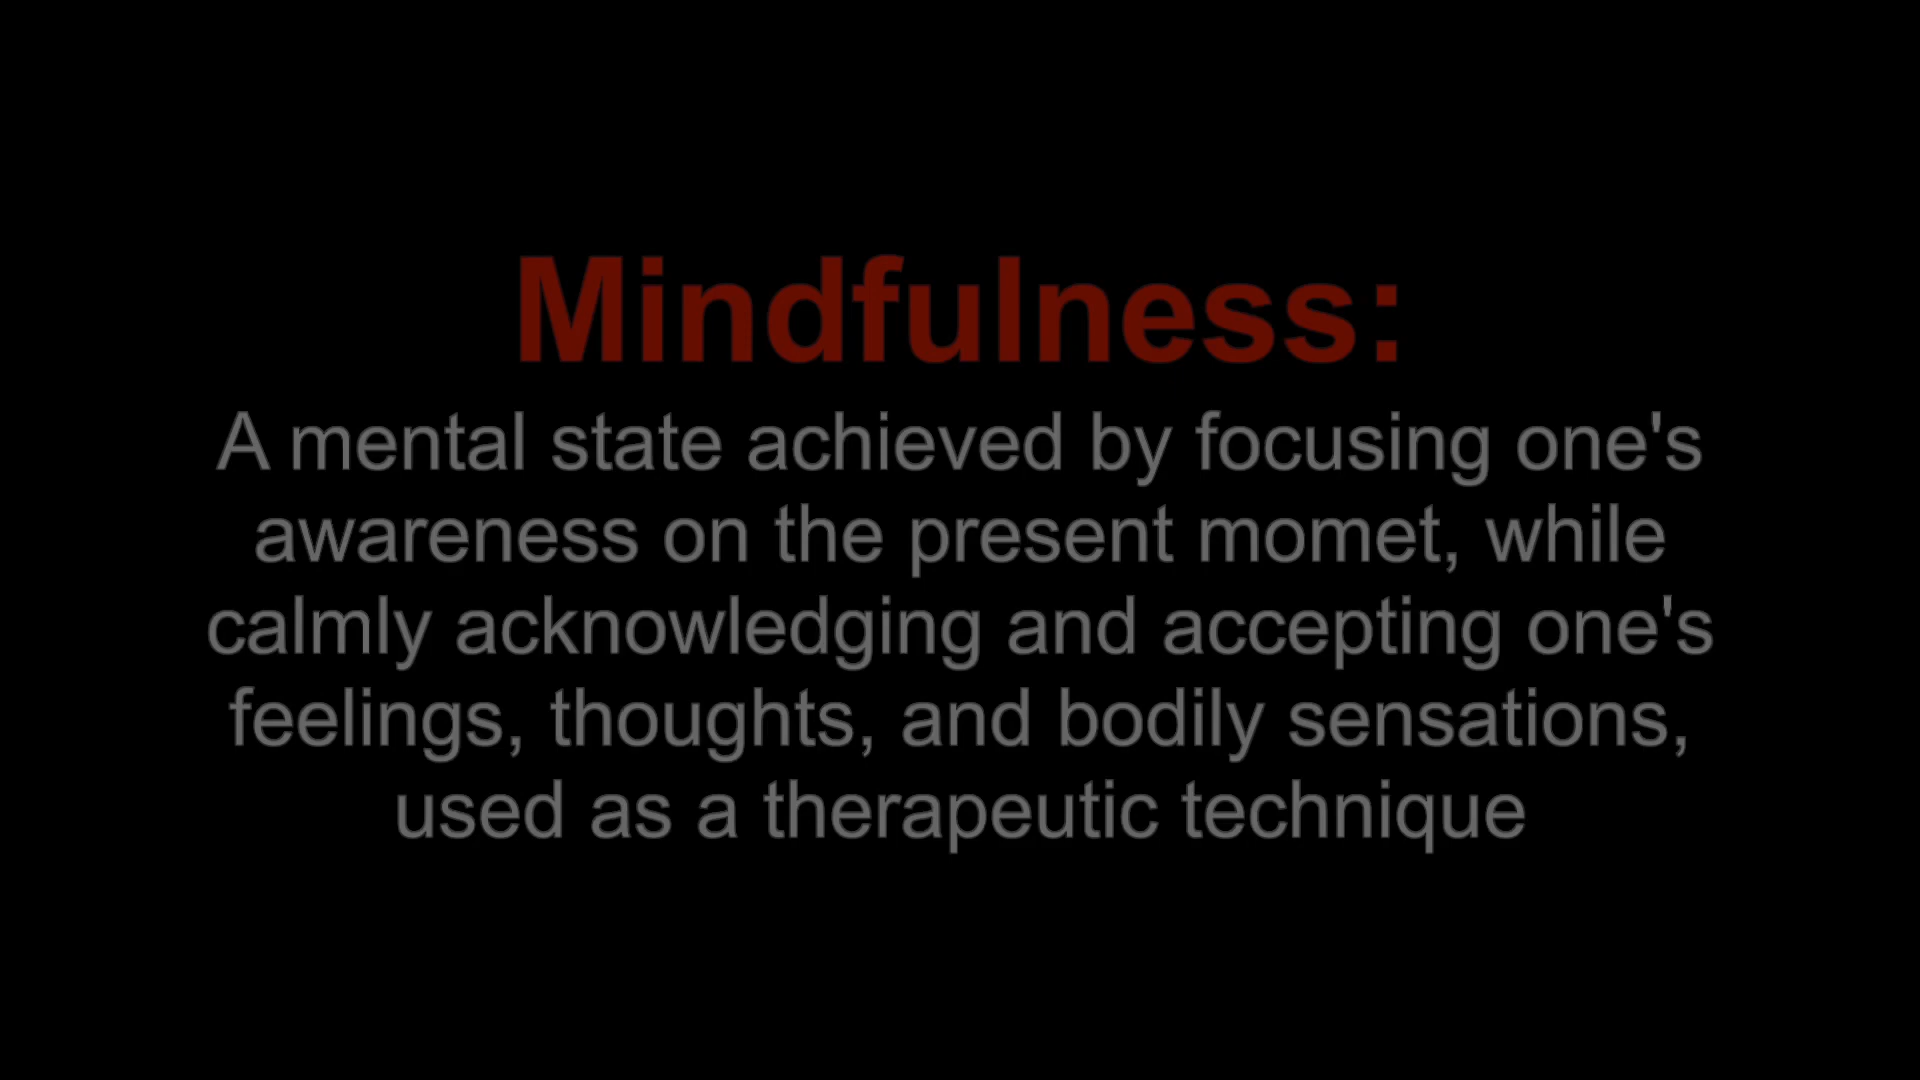 Mindfulness:
A mental state achieved by focusing one's
awareness on the present momet, while
calmly acknowledging and accepting one's
feelings, thoughts, and bodily sensations,
used as a therapeutic technique